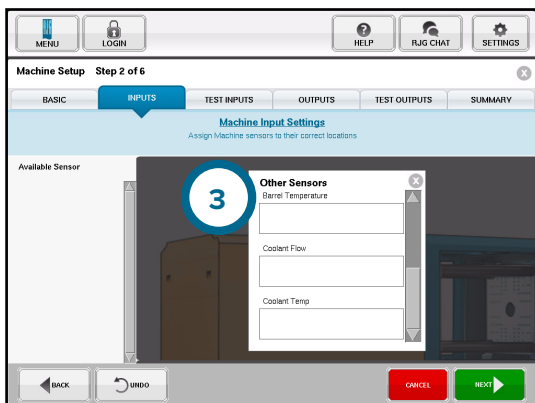 MENU
LOGIN
HELP
RJG CHAT
SETTINGS
Machine Setup Step 2 of 6
BASIC
INPUTS
TEST INPUTS
OUTPUTS
TEST OUTPUTS
SUMMARY
Machine Input Settings
Assign Machine sensors to their correct locations
Available Sensor
3
Other Sensors
Barrel Temperature
Coolant Flow
Coolant Temp
BACK
UNDO
CANCEL
NEXT